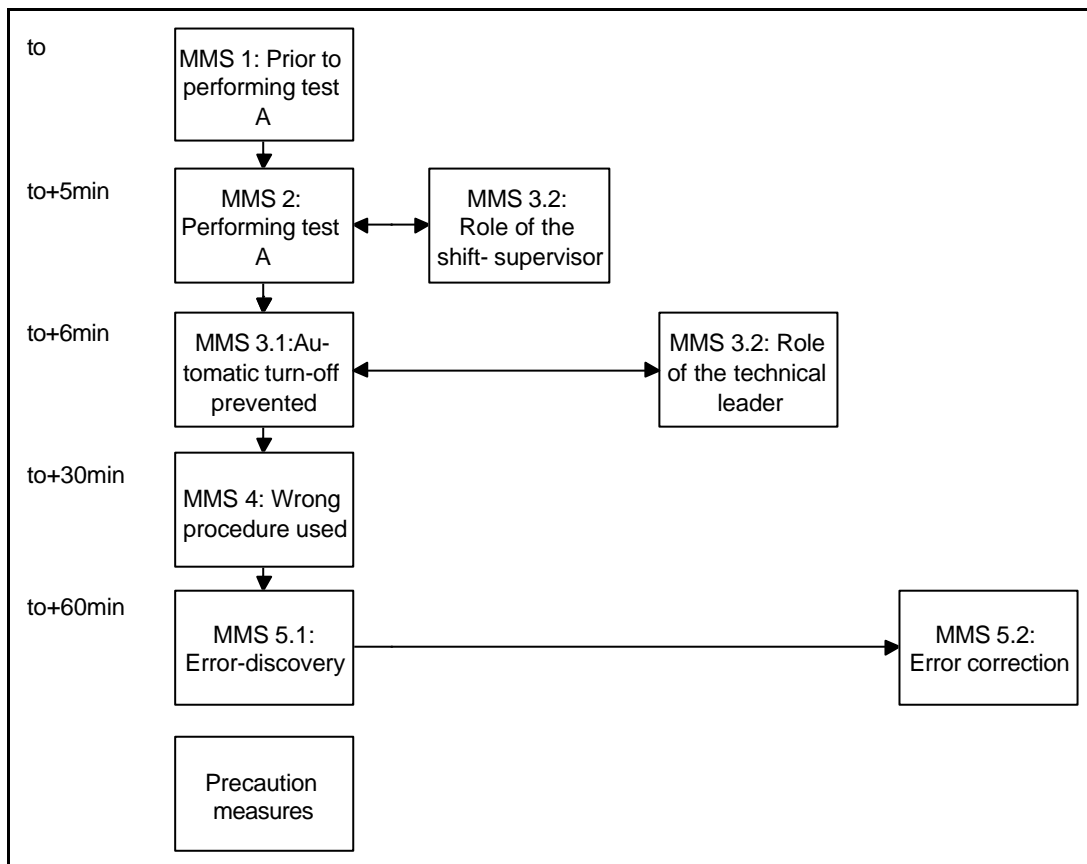 to
MMS 1: Prior to
performing test
A
to+5min
MMS 2:
Performing test
A
MMS 3.2:
Role of the
shift- supervisor
to+6min
MMS 3.1:Au-
tomatic turn-off
prevented
MMS 3.2: Role
of the technical
leader
to+30min
MMS 4: Wrong
procedure used
to+60min
MMS 5.1:
Error-discovery
MMS 5.2:
Error correction
Precaution
measures